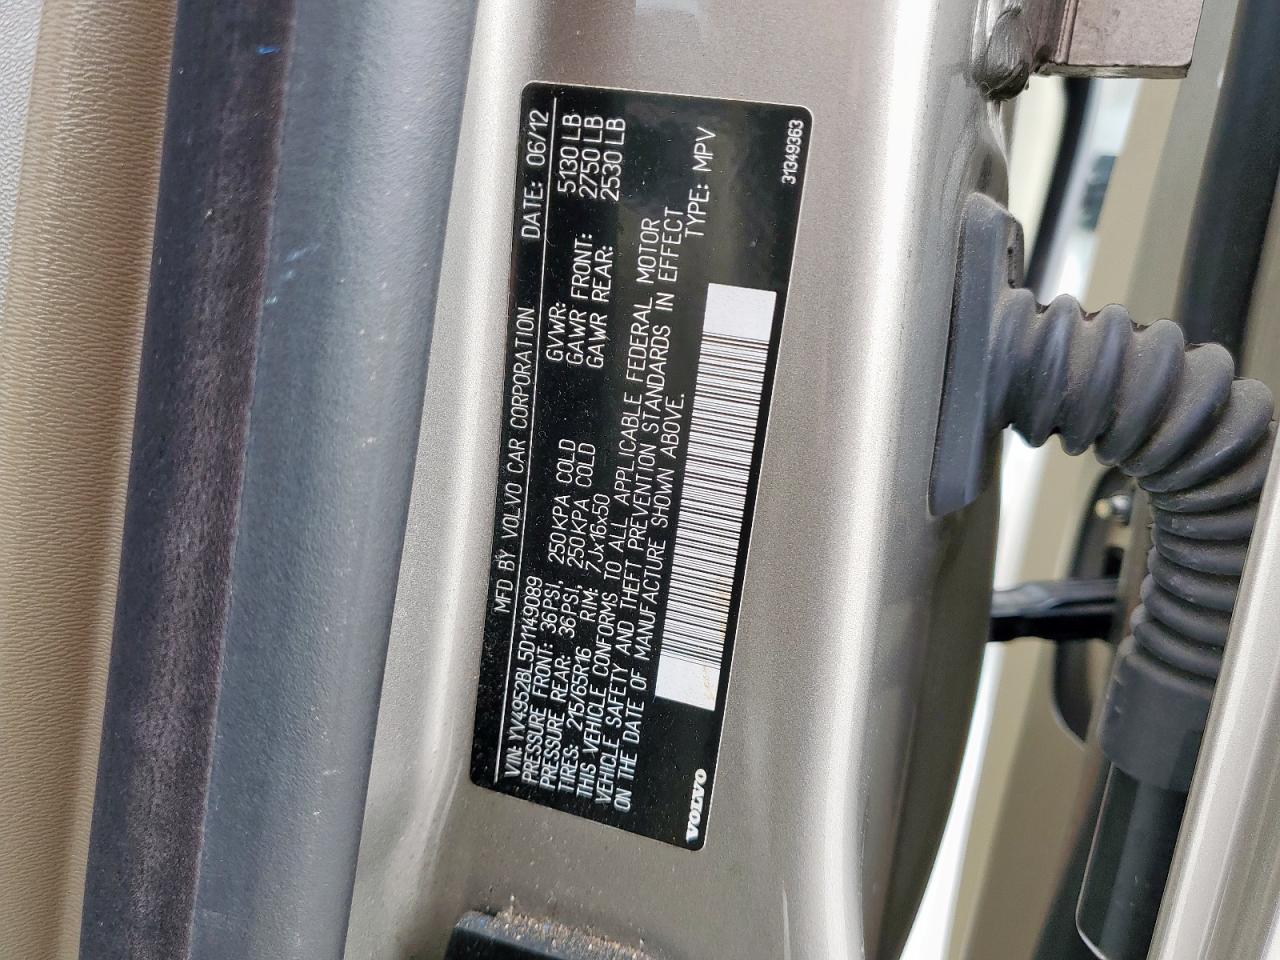 MFD BY VOLVO CAR CORPORATION DATE: 06/12
VIN: YV4952BL5D1149089
PRESSURE FRONT: 36PSI, 250KPA COLD GVWR: 5130 LB
PRESSURE REAR: 36PSI, 250KPA COLD GAWR FRONT: 2750 LB
TIRES: 215/65R16 RIM: 7Jx16x50 GAWR REAR: 2530 LB
THIS VEHICLE CONFORMS TO ALL APPLICABLE FEDERAL MOTOR
VEHICLE SAFETY AND THEFT PREVENTION STANDARDS IN EFFECT
ON THE DATE OF MANUFACTURE SHOWN ABOVE.
TYPE: MPV
VOLVO
31349363